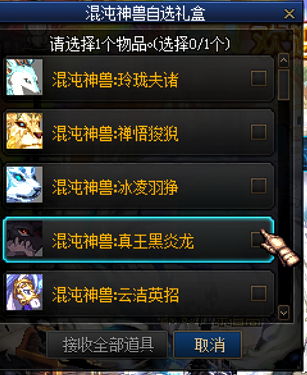 混沌神兽自选礼盒
请选择1个物品。(选择0/1个)
混沌神兽:玲珑夫诸
混沌神兽:禅悟狻猊
混沌神兽:冰凌羽狰
混沌神兽:真王黑炎龙
混沌神兽:云洁英招
接收全部道具
取消